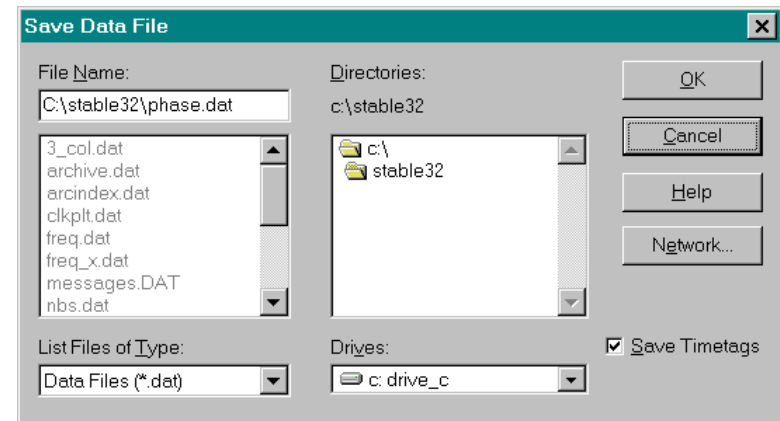 Save Data File
File Name:
C:\stable32\phase.dat
3_col.dat
archive.dat
arcindex.dat
clkplt.dat
freq.dat
freq_x.dat
messages.DAT
nbs.dat
List Files of Type:
Data Files (*.dat)
Directories:
c:\stable32
c:\
stable32
Drives:
c: drive_c
OK
Cancel
Help
Network...
Save Timetags